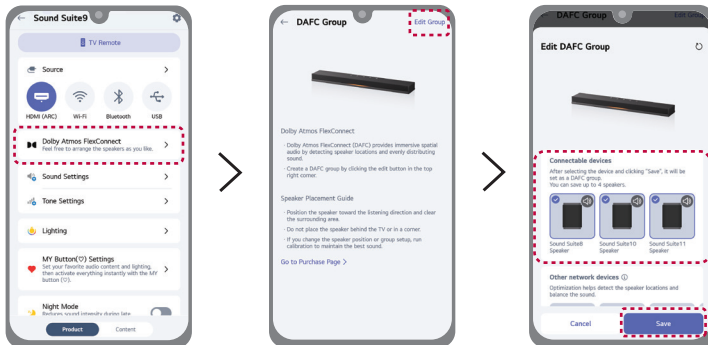 ← Sound Suite9
TV Remote
Source >
HDMI (ARC) Wi-Fi Bluetooth USB
Dolby Atmos FlexConnect >
Feel free to arrange the speakers as you like.
Sound Settings >
Tone Settings >
Lighting >
MY Button(♡) Settings >
Set your favorite audio content and lighting,
then activate everything instantly with the MY
button (♡).
Night Mode
Reduces sound intensity during late
Product Content
← DAFC Group Edit Group
Dolby Atmos FlexConnect
· Dolby Atmos FlexConnect (DAFC) provides immersive spatial
audio by detecting speaker locations and evenly distributing
sound.
· Create a DAFC group by clicking the edit button in the top
right corner.
Speaker Placement Guide
· Position the speaker toward the listening direction and clear
the surrounding area.
· Do not place the speaker behind the TV or in a corner.
· If you change the speaker position or group setup, run
calibration to maintain the best sound.
Go to Purchase Page >
← DAFC Group Edit Group
Edit DAFC Group
Connectable devices
After selecting the device and clicking "Save", it will be
set as a DAFC group.
You can save up to 4 speakers.
Sound Suite8 Sound Suite10 Sound Suite11
Speaker Speaker Speaker
Other network devices ⓘ
Optimization helps detect the speaker locations and
balance the sound.
Cancel Save